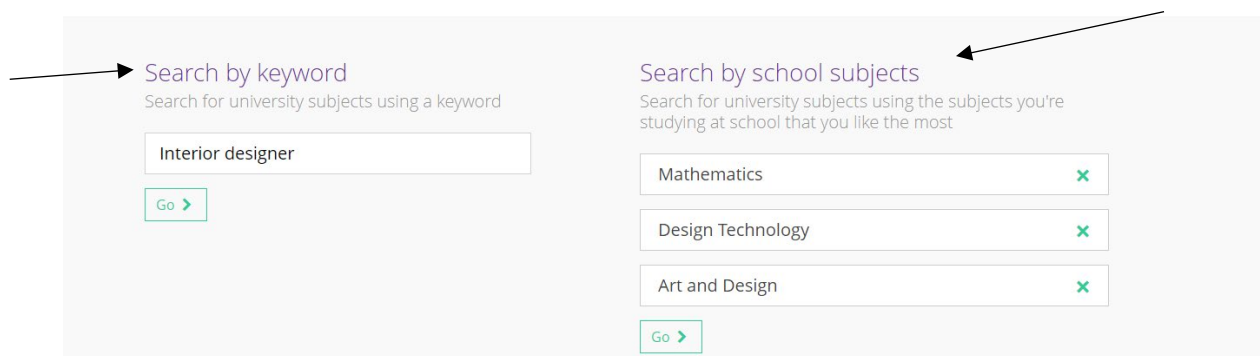 Search by keyword
Search for university subjects using a keyword
Interior designer
Go
Search by school subjects
Search for university subjects using the subjects you're
studying at school that you like the most
Mathematics
Design Technology
Art and Design
Go